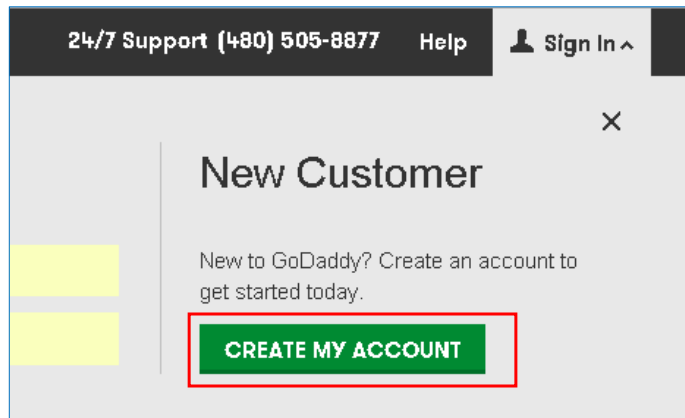 24/7 Support (480) 505-8877 Help Sign In
New Customer
New to GoDaddy? Create an account to
get started today.
CREATE MY ACCOUNT